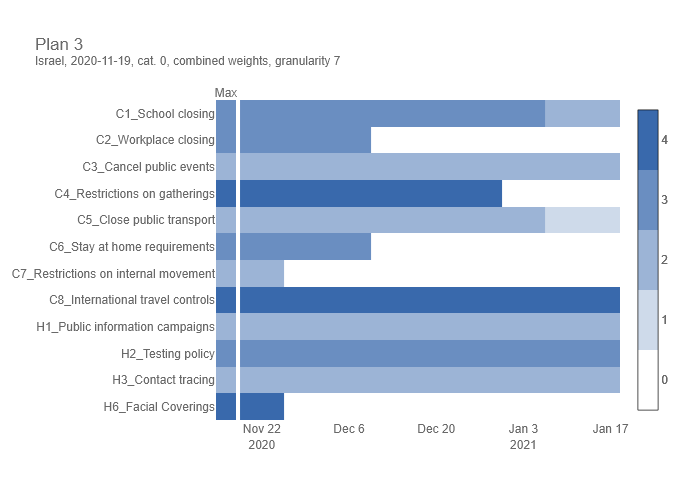 Plan 3
Israel, 2020-11-19, cat. 0, combined weights, granularity 7
Max
C1_School closing
C2_Workplace closing
C3_Cancel public events
C4_Restrictions on gatherings
C5_Close public transport
C6_Stay at home requirements
C7_Restrictions on internal movement
C8_International travel controls
H1_Public information campaigns
H2_Testing policy
H3_Contact tracing
H6_Facial Coverings
Nov 22 Dec 6 Dec 20 Jan 3 Jan 17
2020 2021
4
3
2
1
0